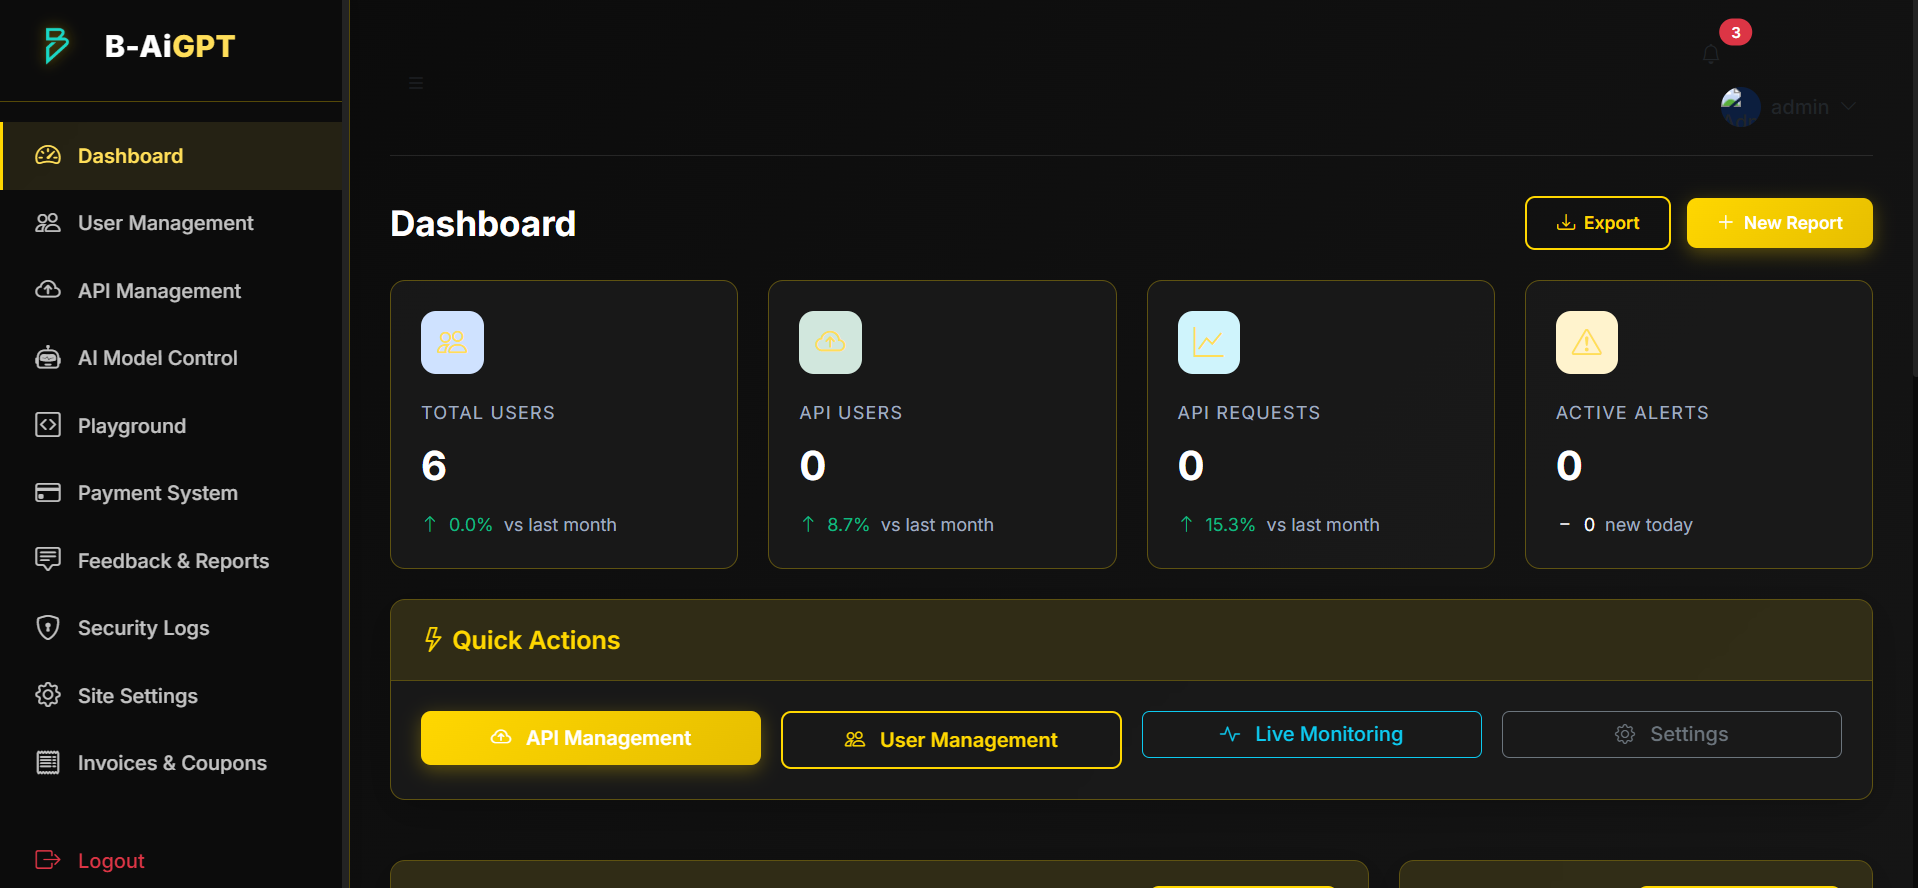 B-AiGPT
Dashboard
User Management
API Management
AI Model Control
Playground
Payment System
Feedback & Reports
Security Logs
Site Settings
Invoices & Coupons
Logout
3
admin
Dashboard
Export
New Report
TOTAL USERS
6
0.0% vs last month
API USERS
0
8.7% vs last month
API REQUESTS
0
15.3% vs last month
ACTIVE ALERTS
0
0 new today
Quick Actions
API Management
User Management
Live Monitoring
Settings